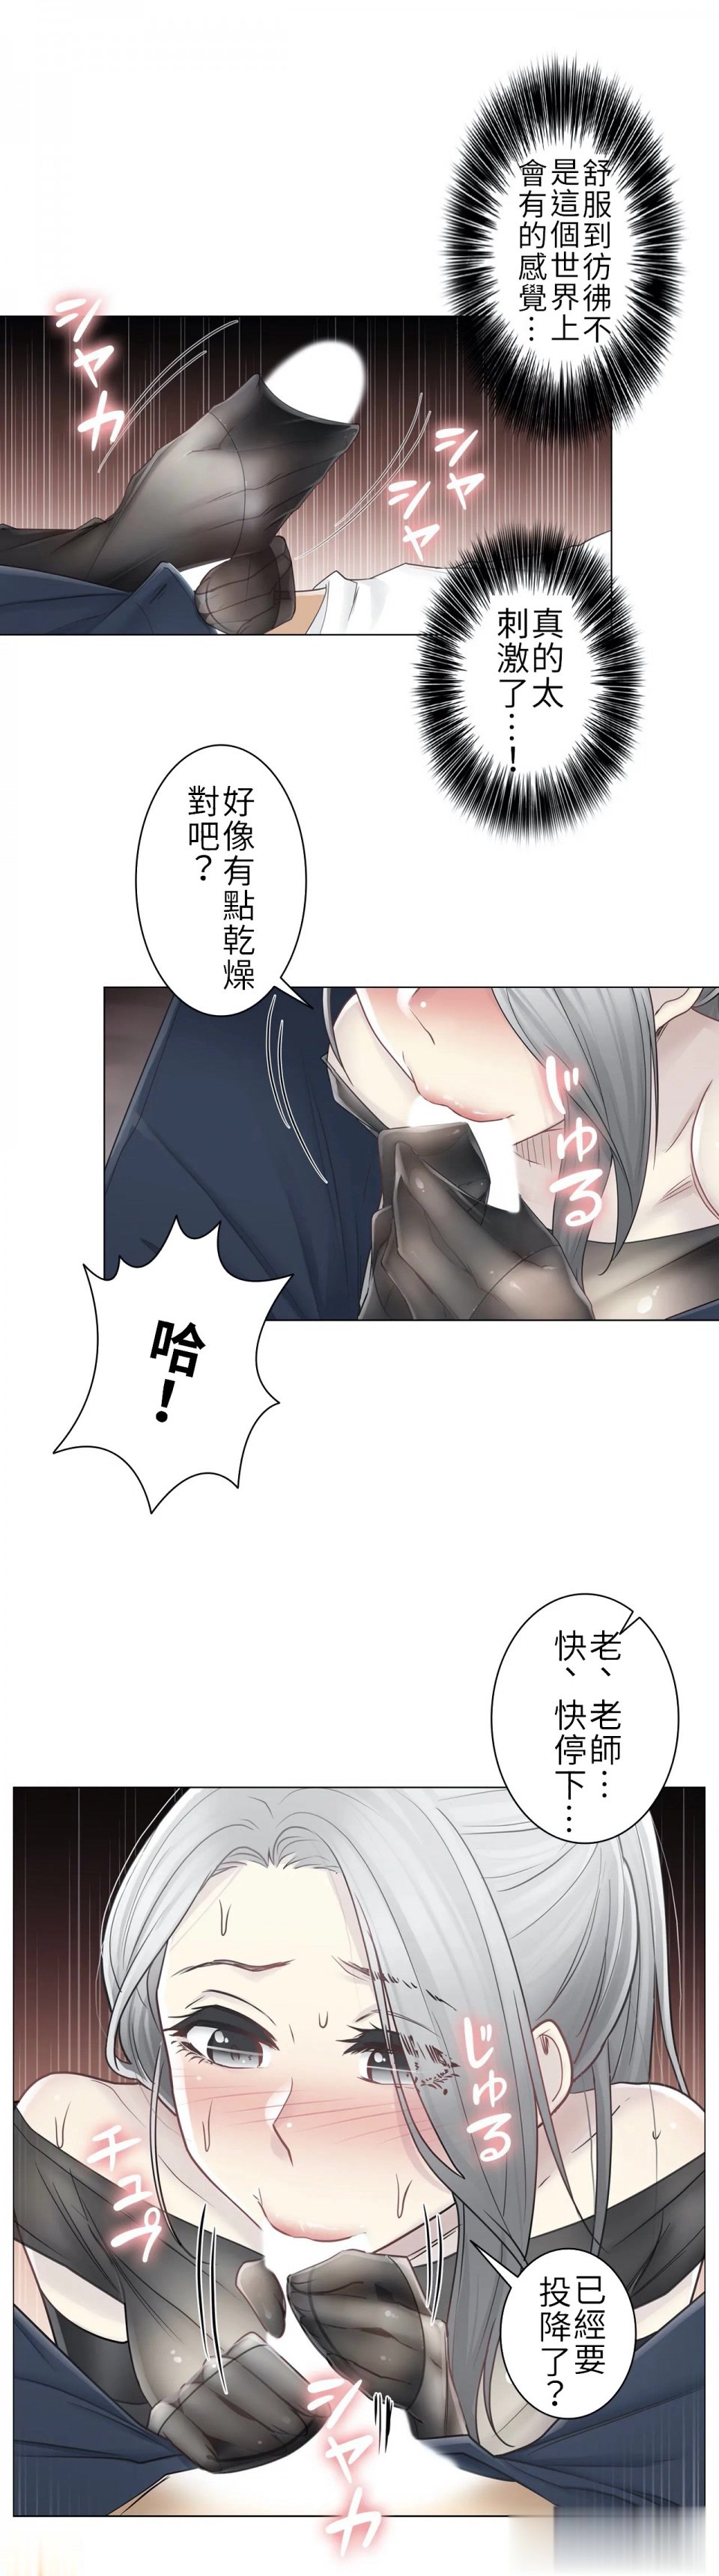 舒服到彷彿不
是這個世界上
會有的感覺…
シャカ
シャ
シャ
真的太
刺激了…！
好像有點乾燥
對吧？
じゅる
哈！
老、老師…
快、快停下…
じゅる
チュプ
已經要
投降了？
シャカ